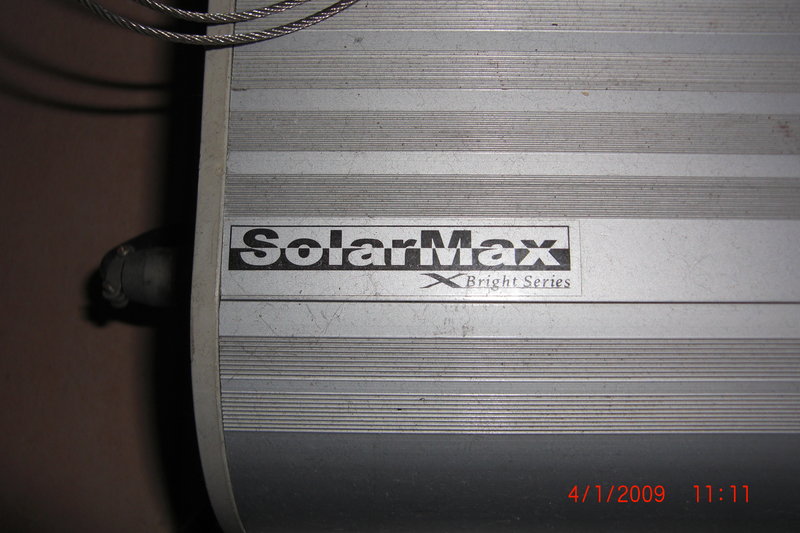 SolarMax
X Bright Series
4/1/2009 11:11